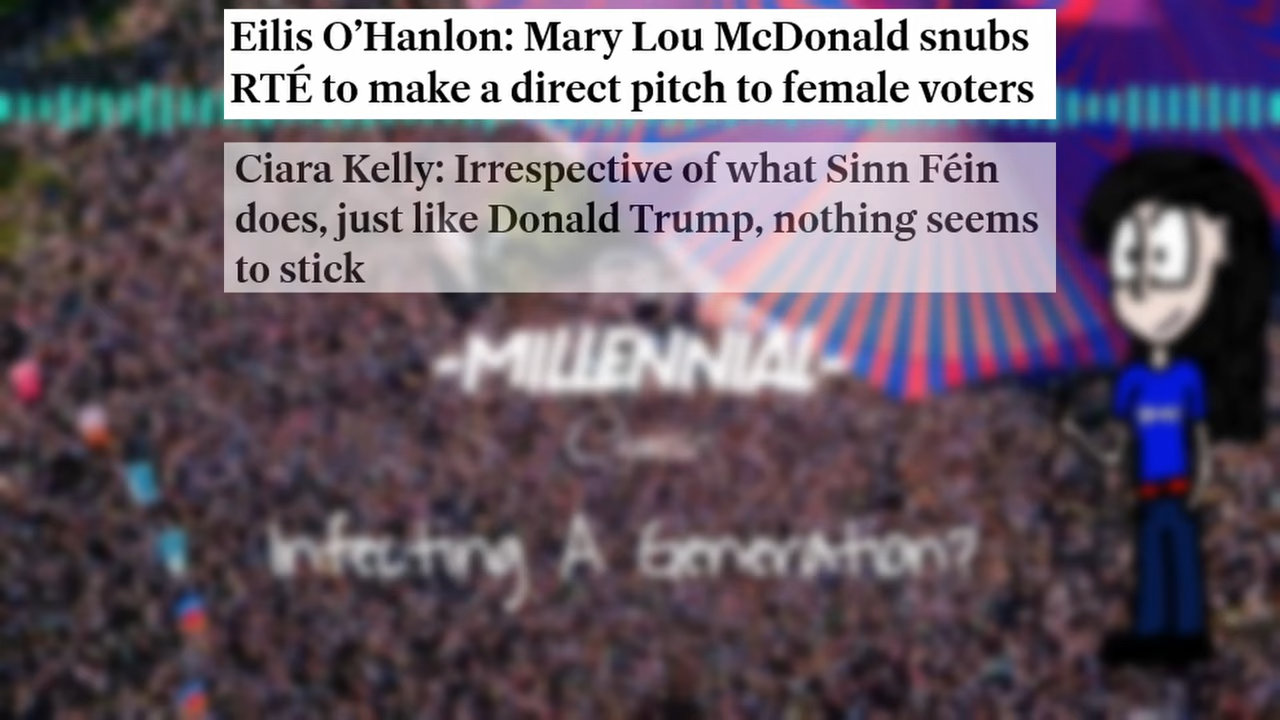 Eilis O’Hanlon: Mary Lou McDonald snubs
RTÉ to make a direct pitch to female voters
Ciara Kelly: Irrespective of what Sinn Féin
does, just like Donald Trump, nothing seems
to stick
-MILLENNIAL-
Infecting A Generation?